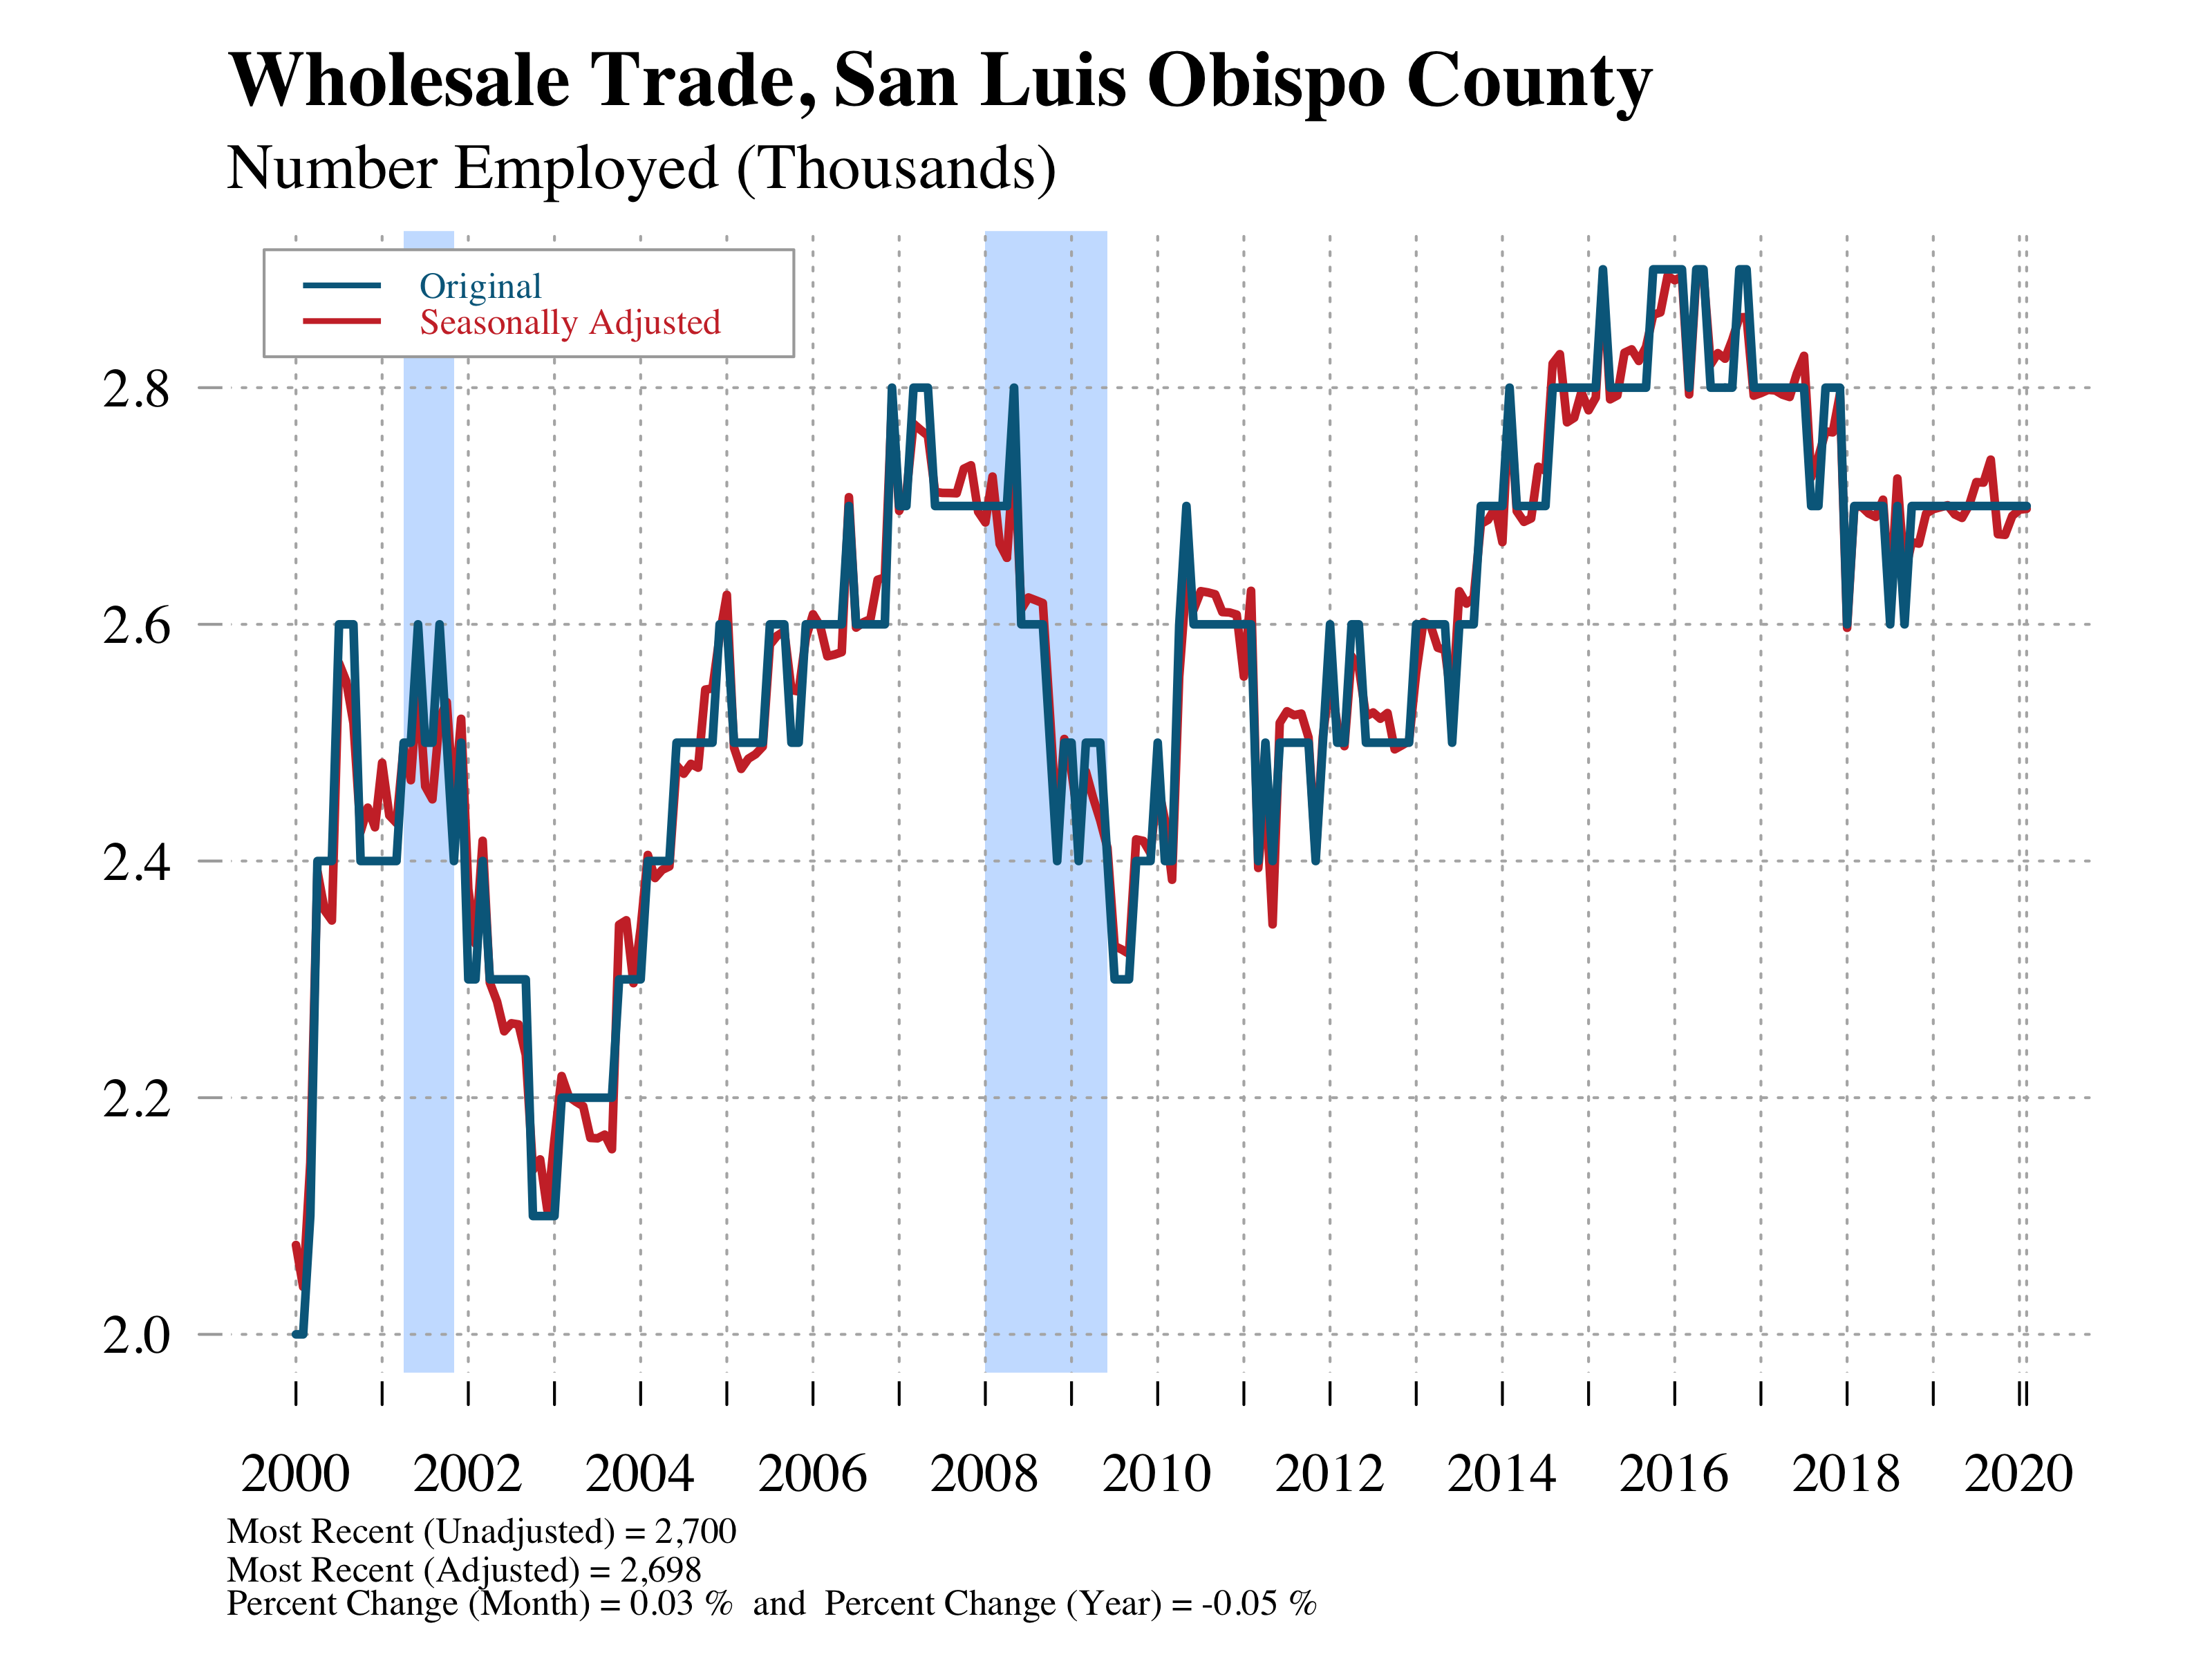 Wholesale Trade, San Luis Obispo County
Number Employed (Thousands)
Original
Seasonally Adjusted
2.8
2.6
2.4
2.2
2.0
2000 2002 2004 2006 2008 2010 2012 2014 2016 2018 2020
Most Recent (Unadjusted) = 2,700
Most Recent (Adjusted) = 2,698
Percent Change (Month) = 0.03 % and Percent Change (Year) = -0.05 %